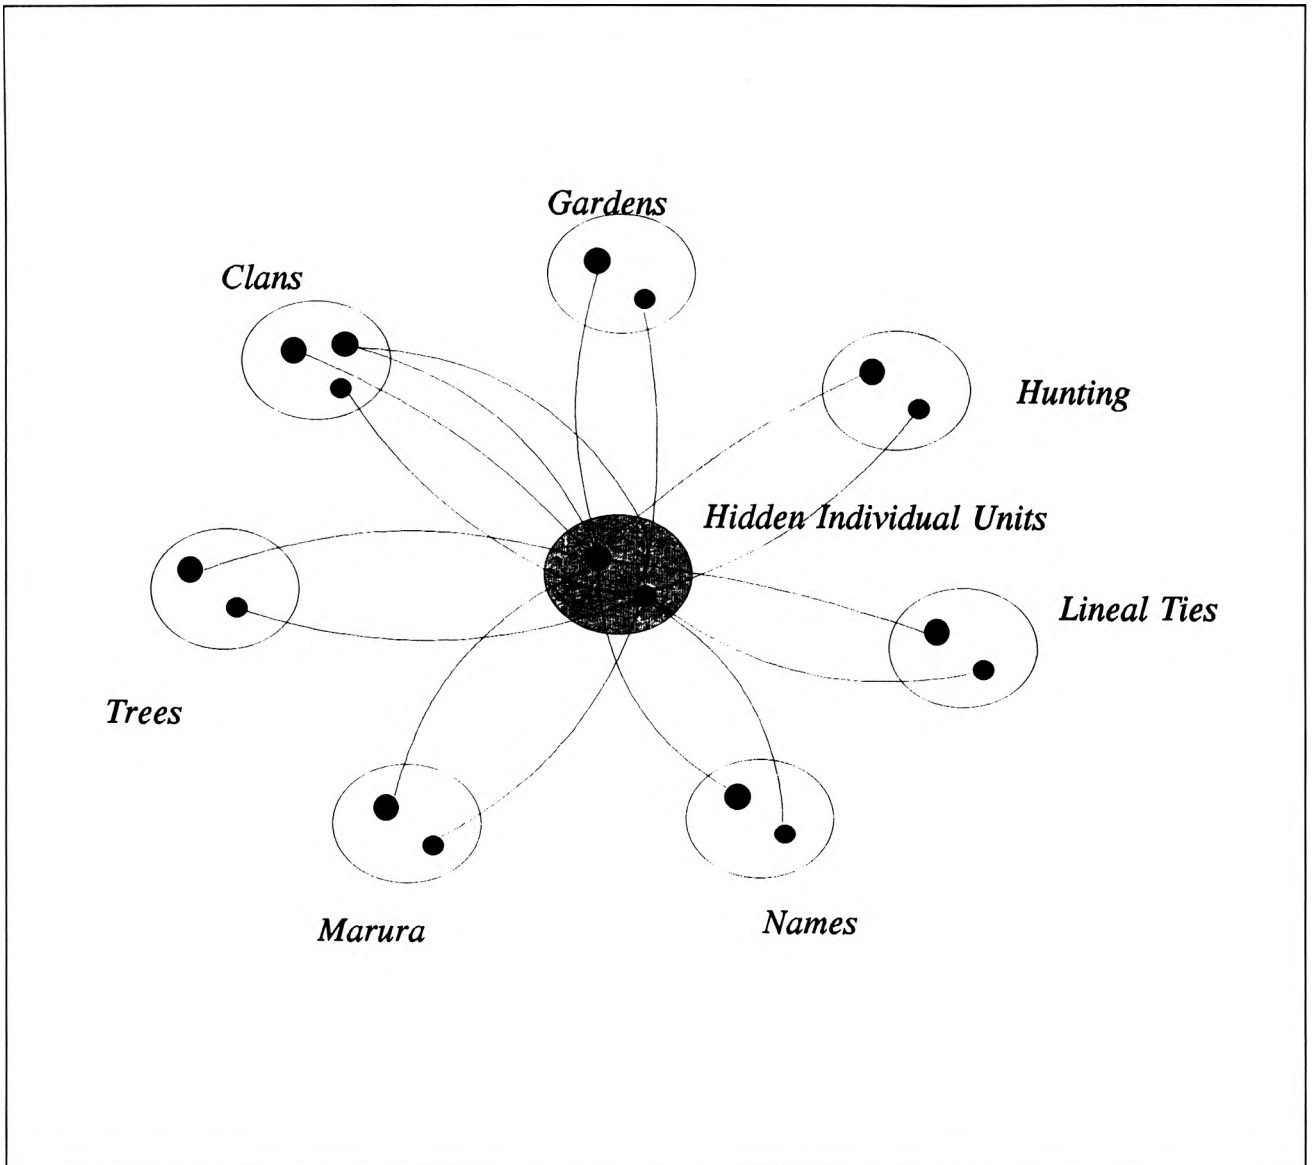 Gardens
Clans
Hunting
Hidden Individual Units
Lineal Ties
Trees
Marura
Names